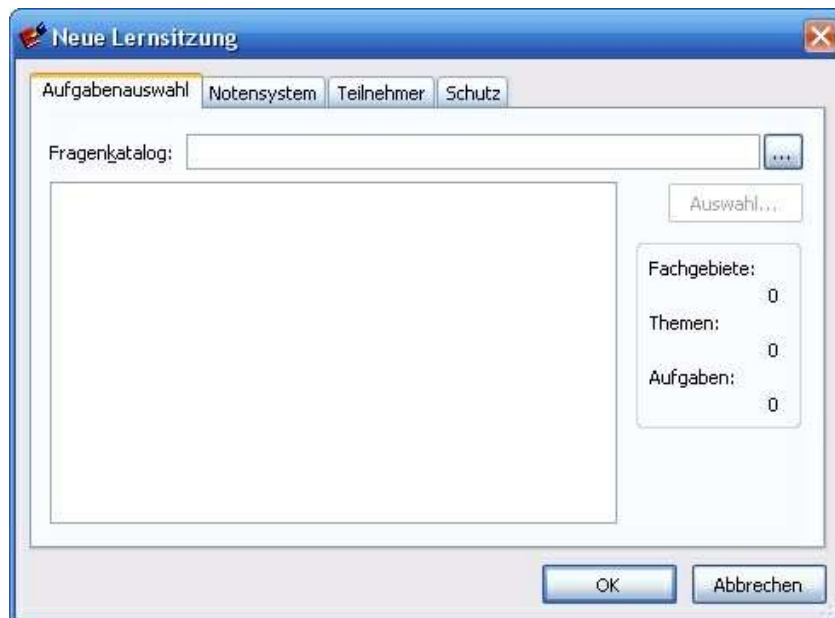 Neue Lernsitzung
Aufgabenauswahl Notensystem Teilnehmer Schutz
Fragenkatalog: ...
Auswahl...
Fachgebiete:
0
Themen:
0
Aufgaben:
0
OK Abbrechen